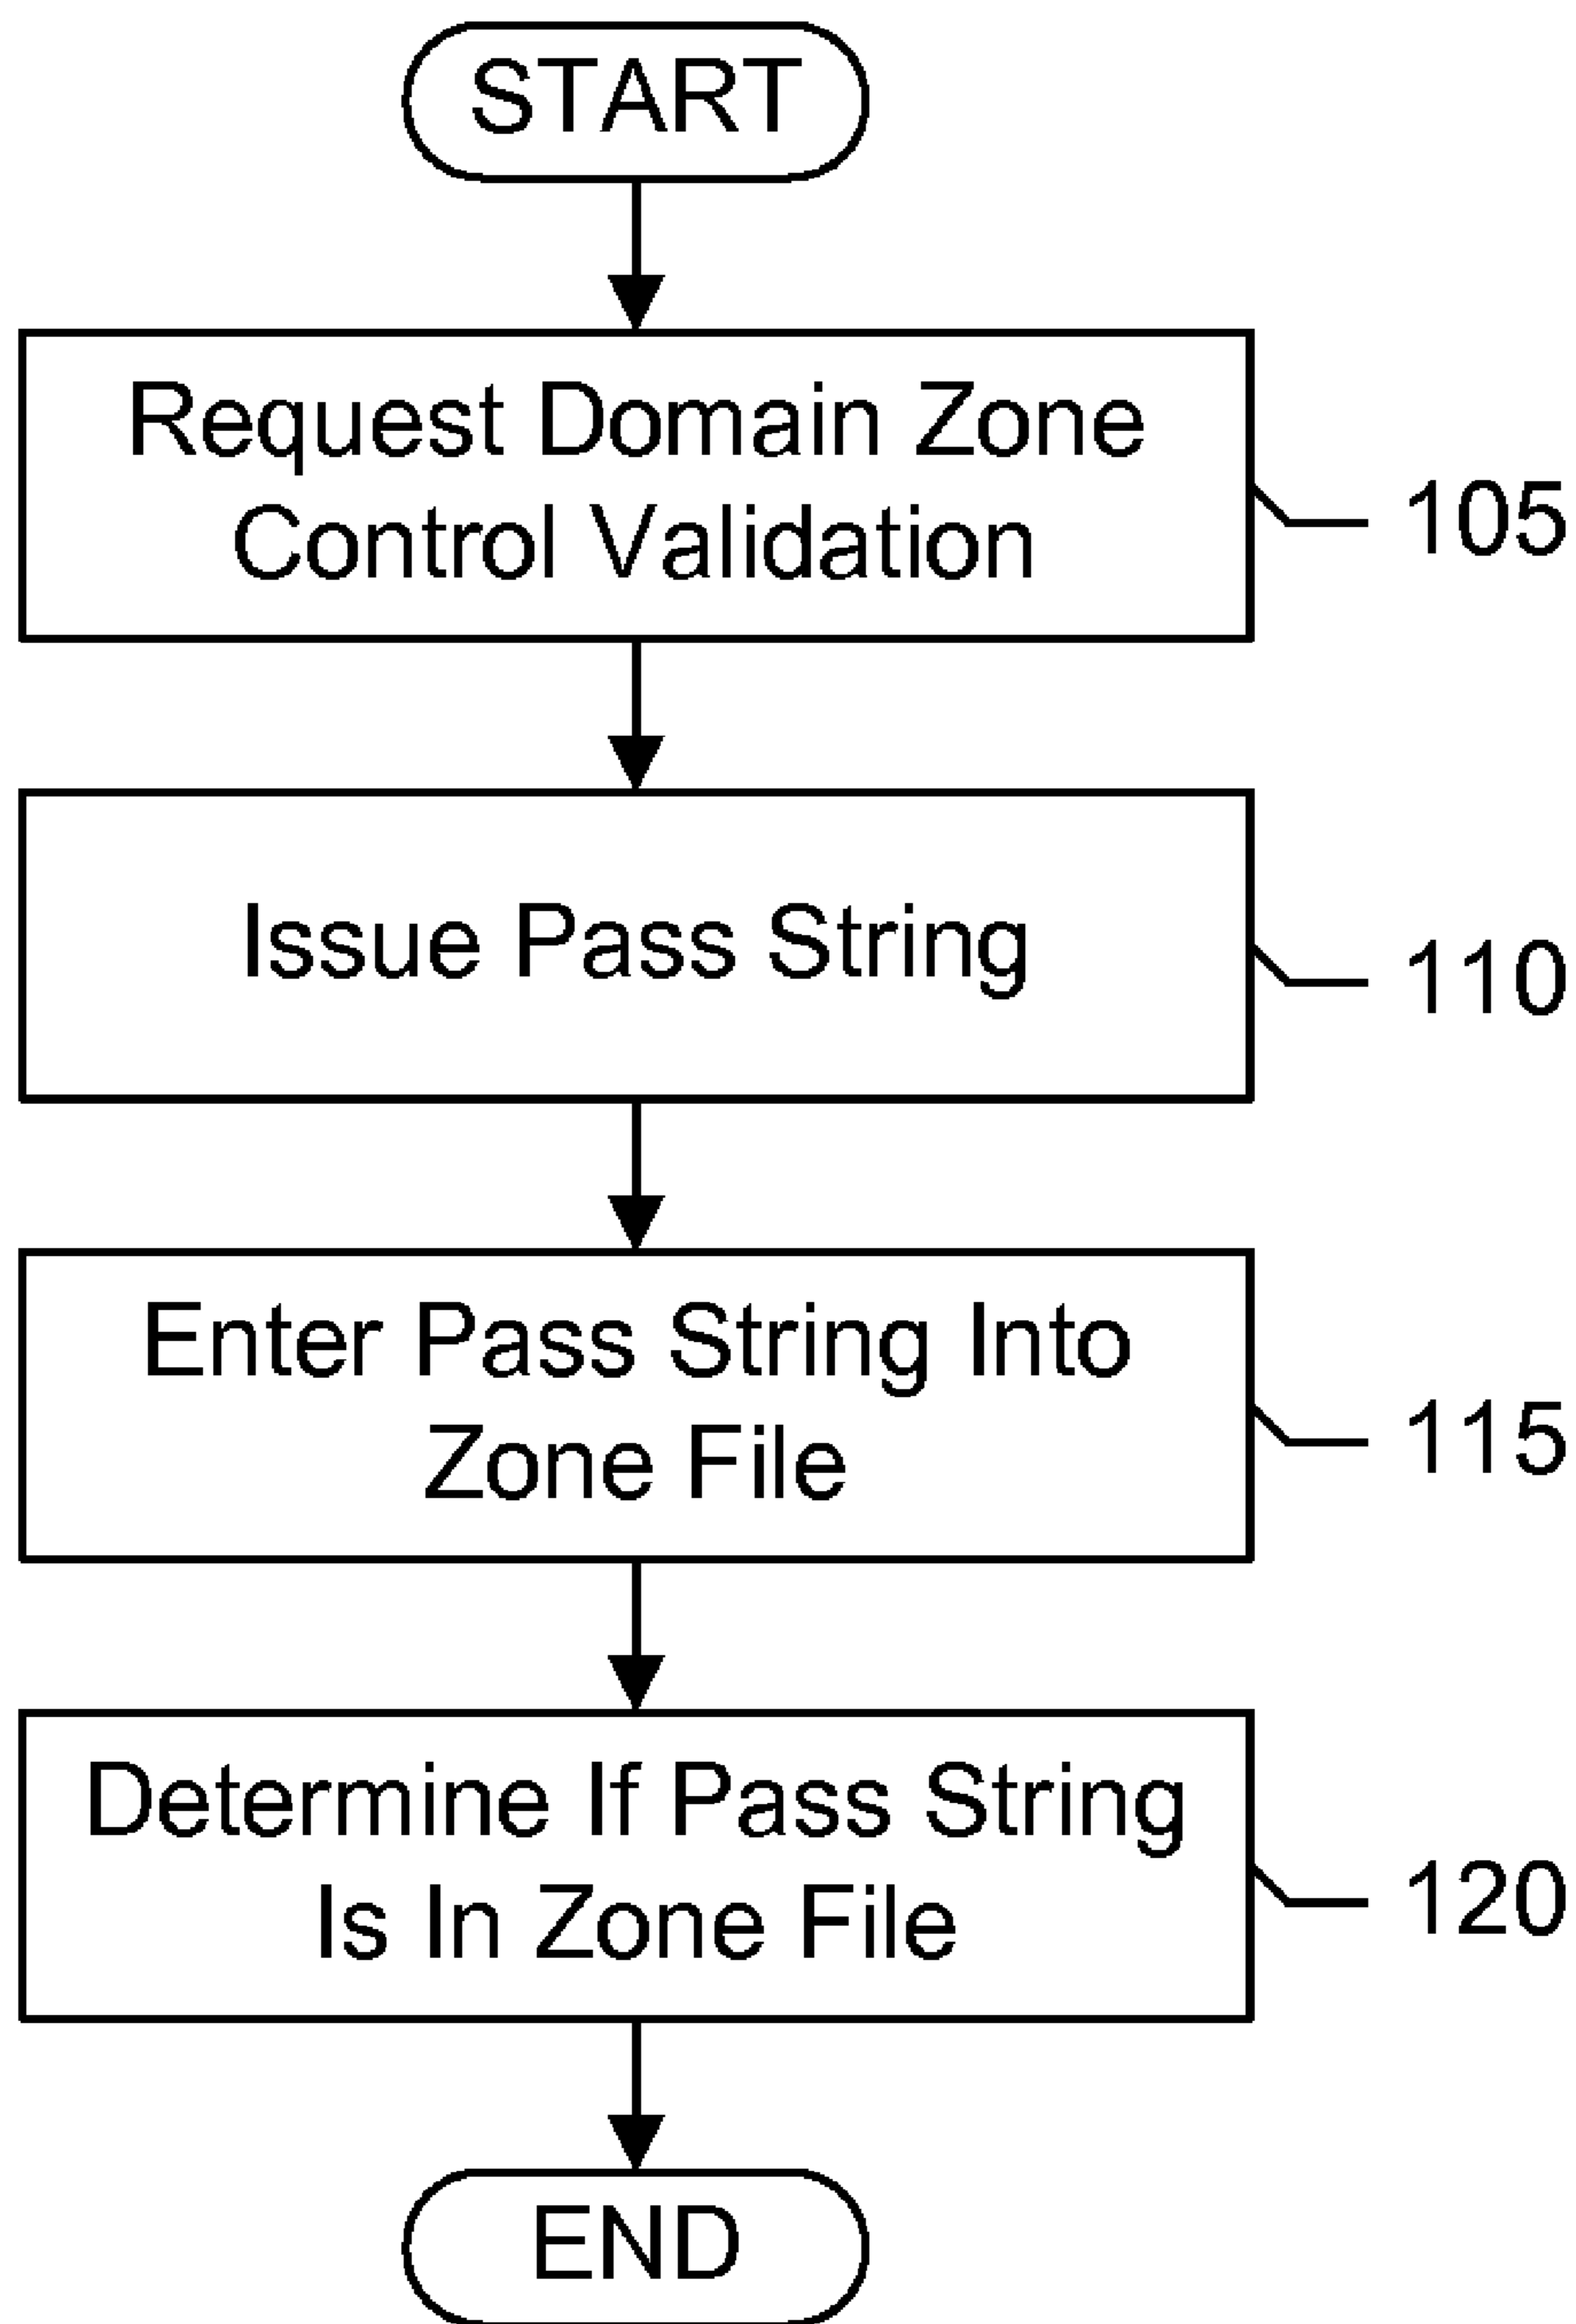 START
Request Domain Zone
Control Validation
105
Issue Pass String
110
Enter Pass String Into
Zone File
115
Determine If Pass String
Is In Zone File
120
END